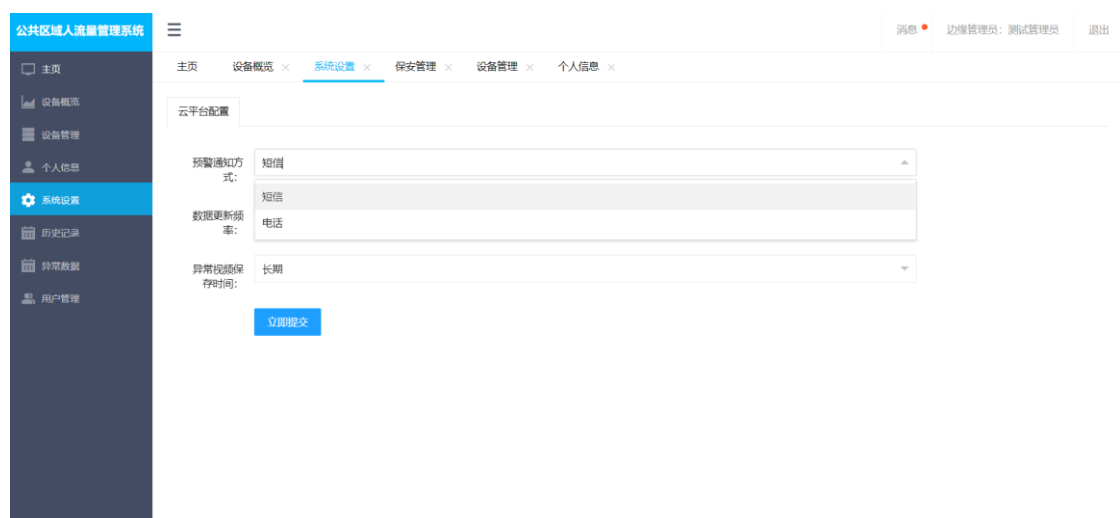 公共区域人流量管理系统
消息
边缘管理员：测试管理员
退出
主页
设备概览
系统设置
保安管理
设备管理
个人信息
主页
设备概览
设备管理
个人信息
系统设置
历史记录
异常数据
用户管理
云平台配置
预警通知方
式：
短信
短信
电话
数据更新频
率：
异常视频保
存时间：
长期
立即提交